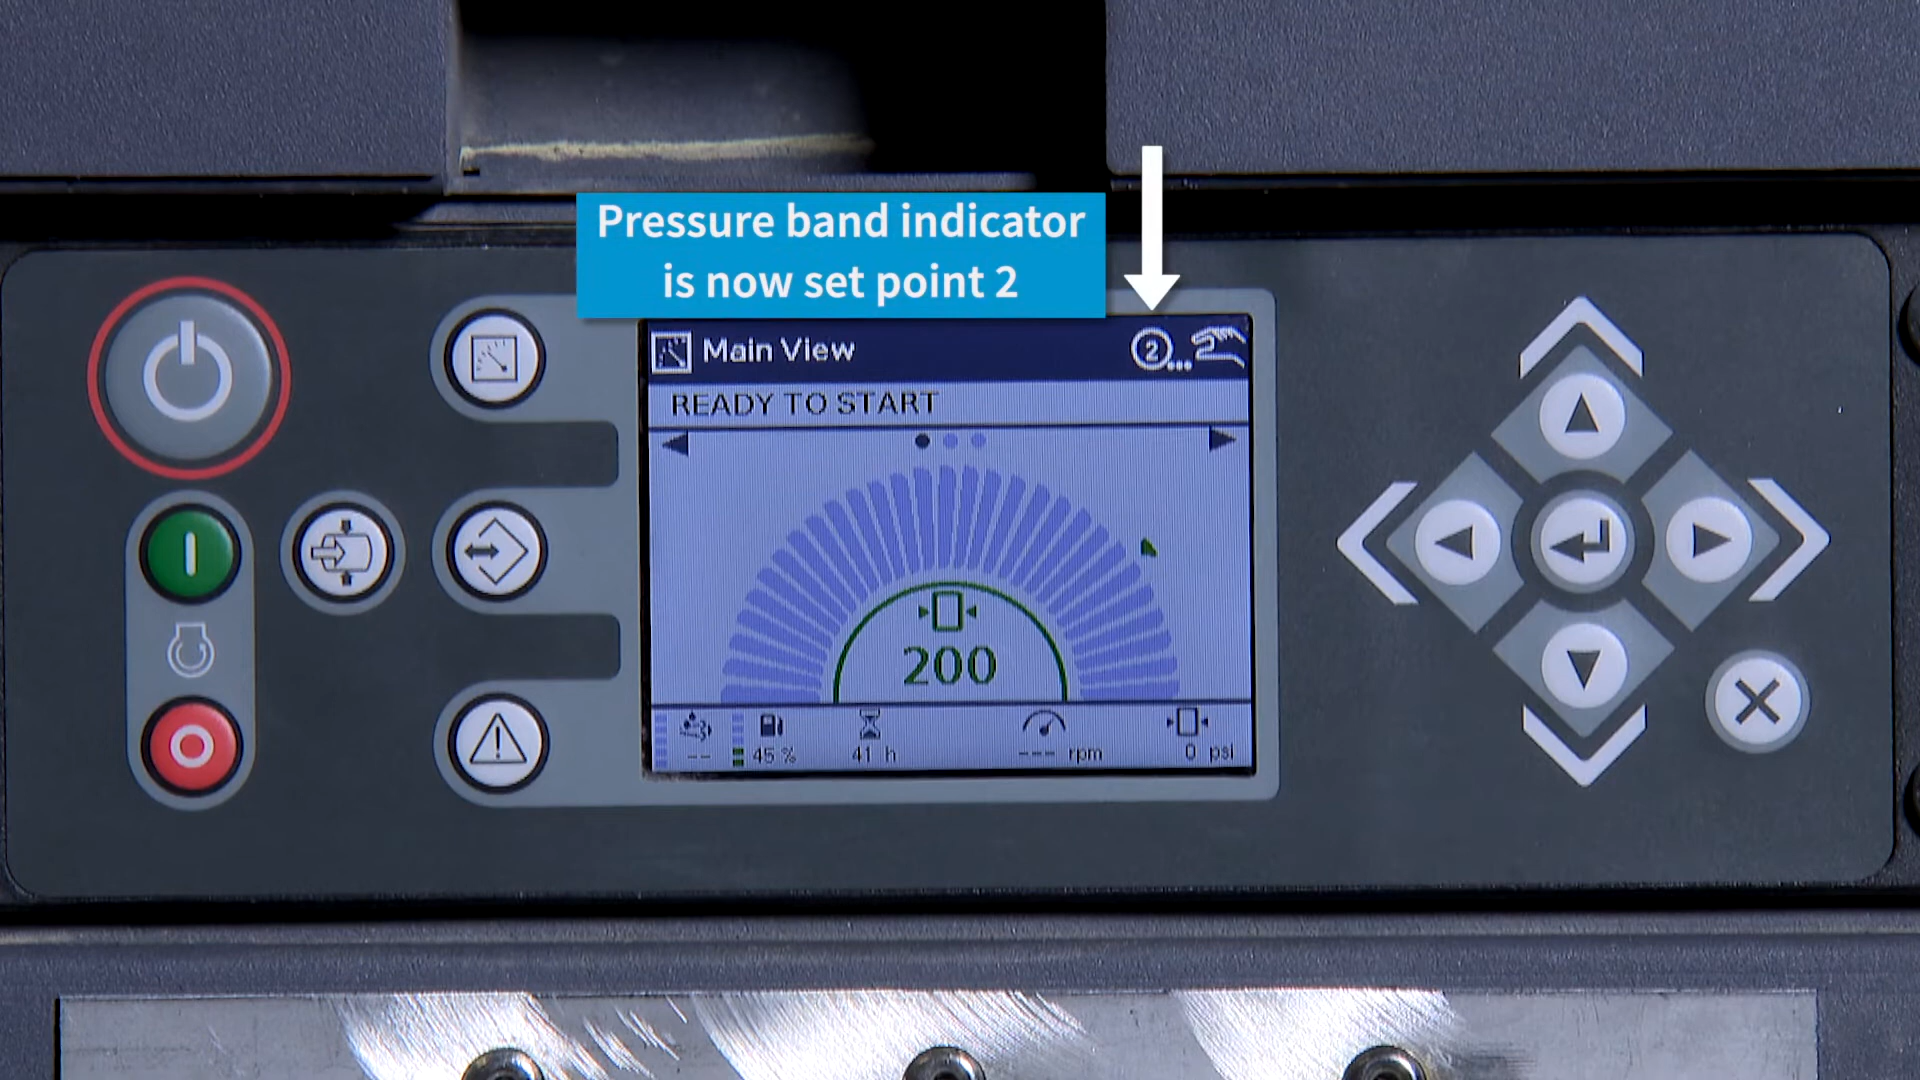 Pressure band indicator
is now set point 2
Main View
2...
READY TO START
200
-- 45 % 41 h --- rpm 0 psi